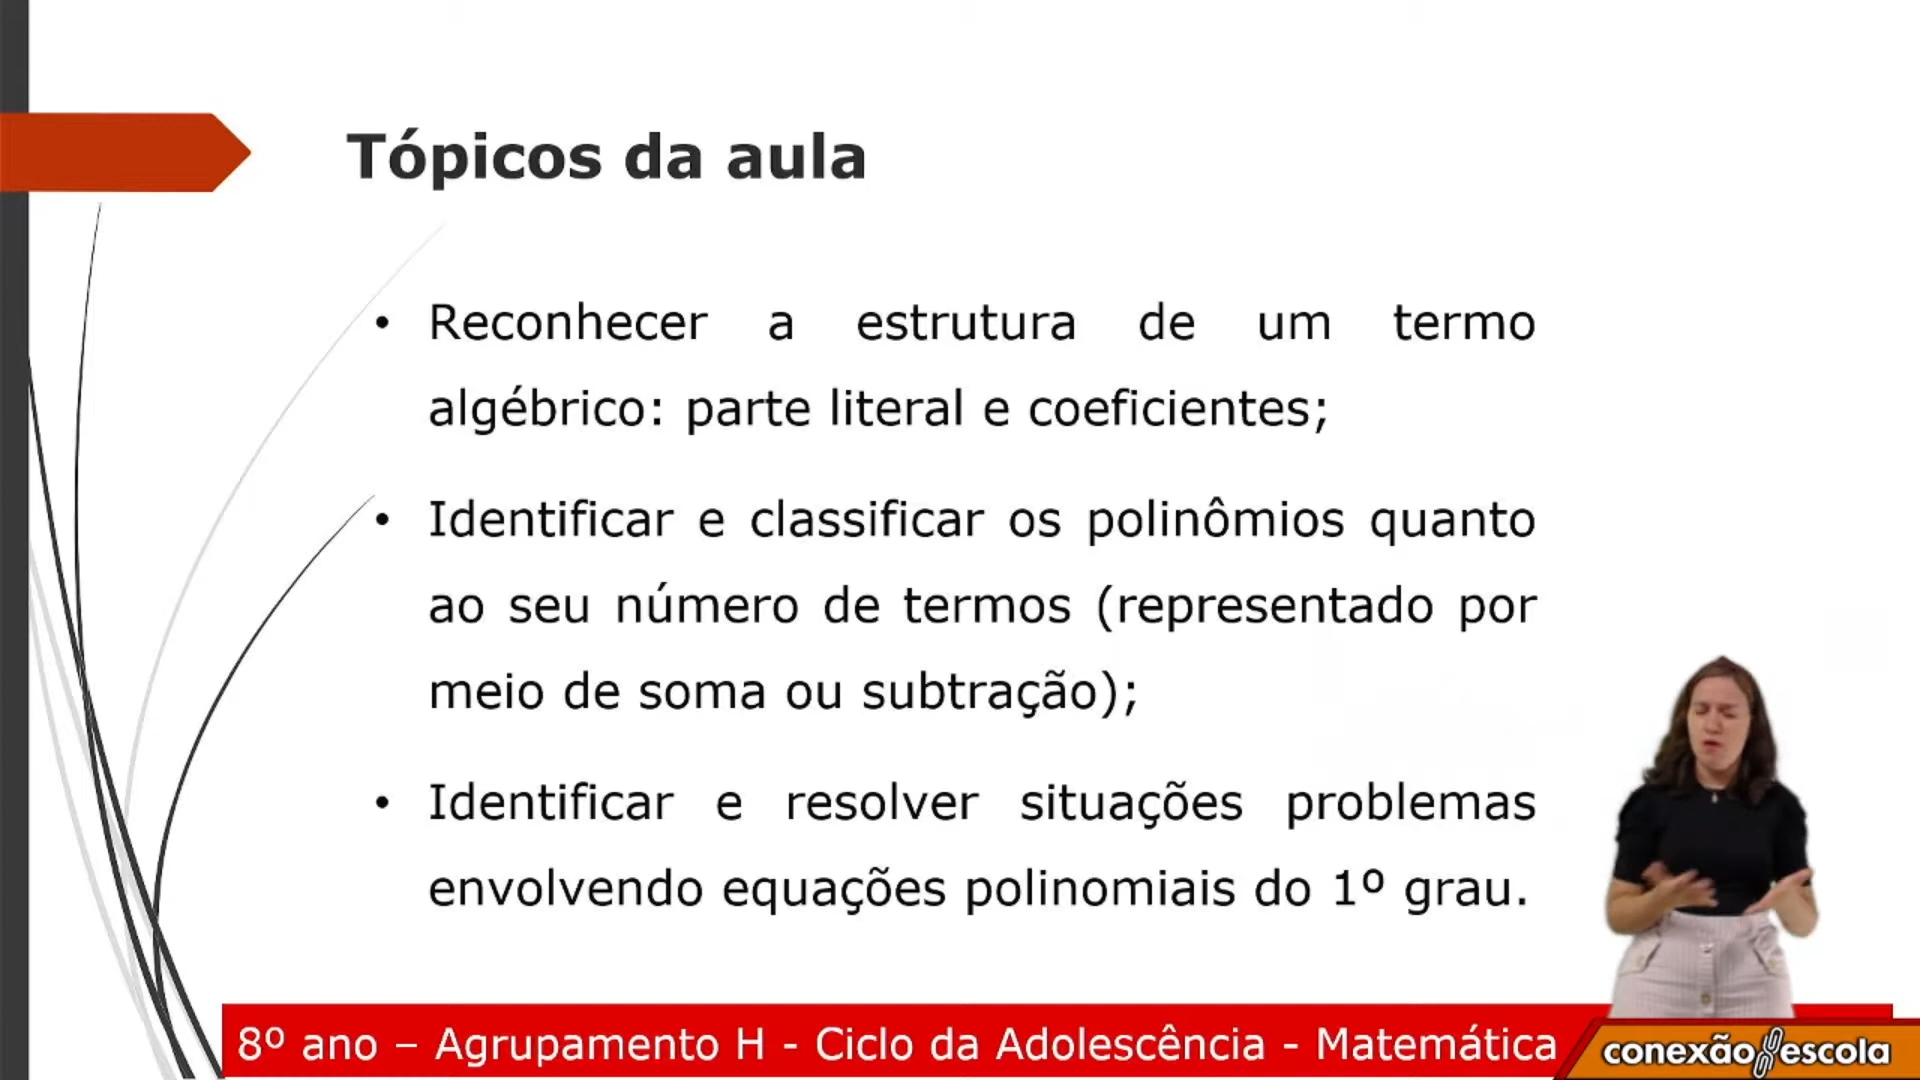 Tópicos da aula
• Reconhecer a estrutura de um termo
algébrico: parte literal e coeficientes;
• Identificar e classificar os polinômios quanto
ao seu número de termos (representado por
meio de soma ou subtração);
• Identificar e resolver situações problemas
envolvendo equações polinomiais do 1º grau.
8º ano – Agrupamento H - Ciclo da Adolescência - Matemática
conexão escola